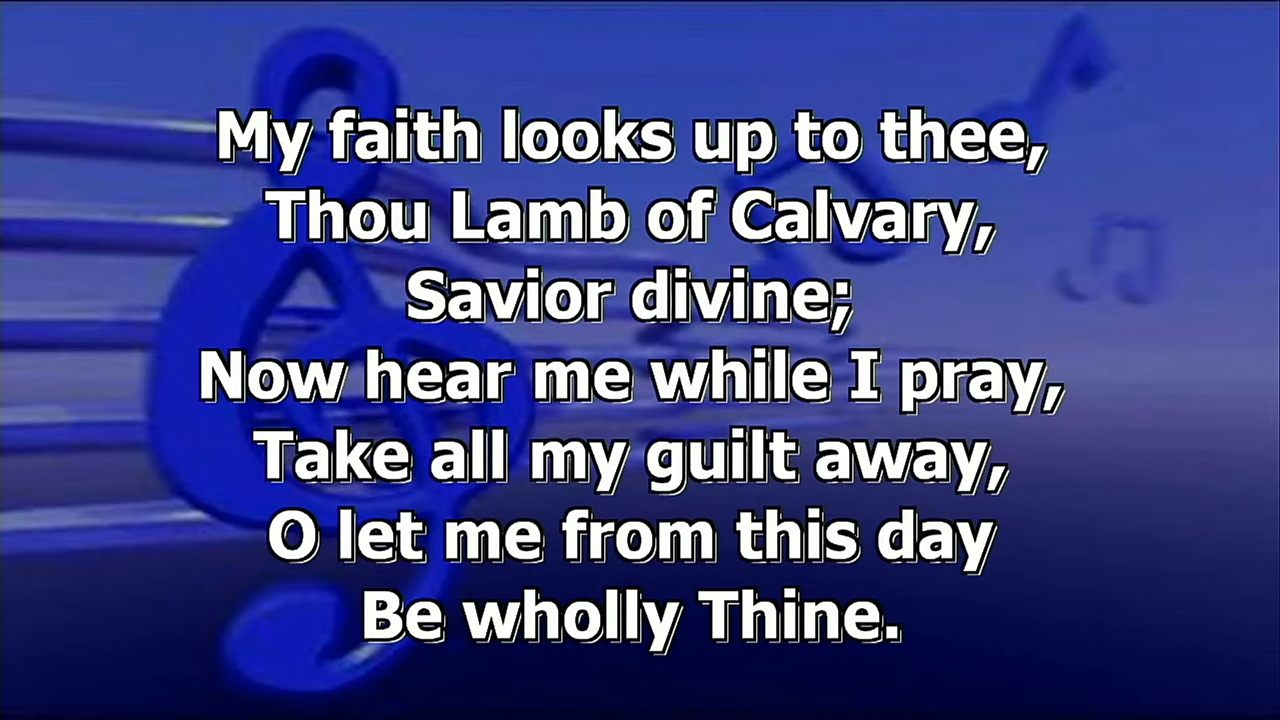 My faith looks up to thee,
Thou Lamb of Calvary,
Savior divine;
Now hear me while I pray,
Take all my guilt away,
O let me from this day
Be wholly Thine.